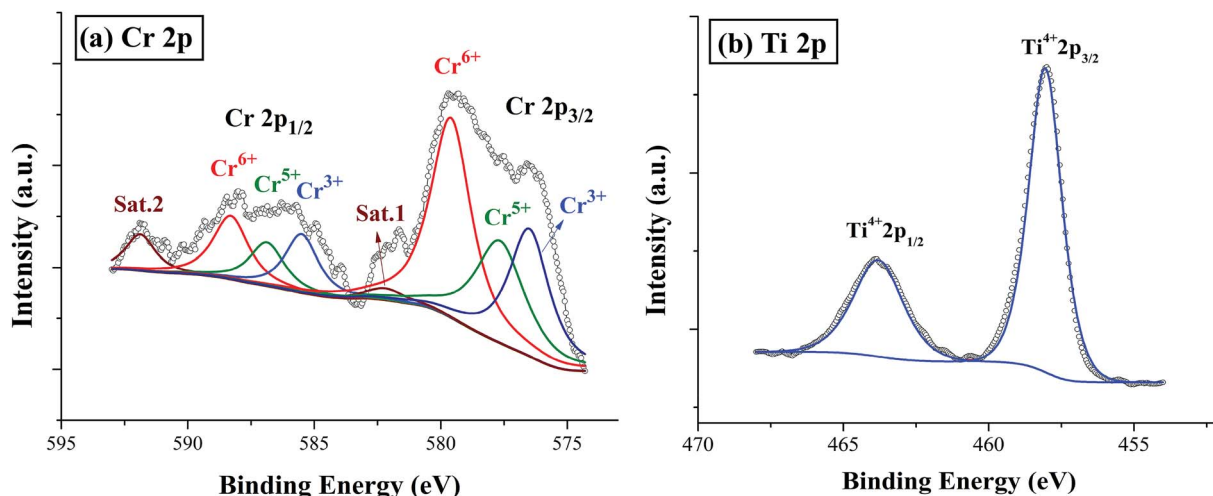 (a) Cr 2p
Cr⁶⁺
Cr 2p₁/₂
Cr 2p₃/₂
Cr⁶⁺
Cr⁵⁺
Cr³⁺
Sat.2
Sat.1
Cr⁵⁺
Cr³⁺
Intensity (a.u.)
595 590 585 580 575
Binding Energy (eV)
(b) Ti 2p
Ti⁴⁺2p₃/₂
Ti⁴⁺2p₁/₂
Intensity (a.u.)
470 465 460 455
Binding Energy (eV)